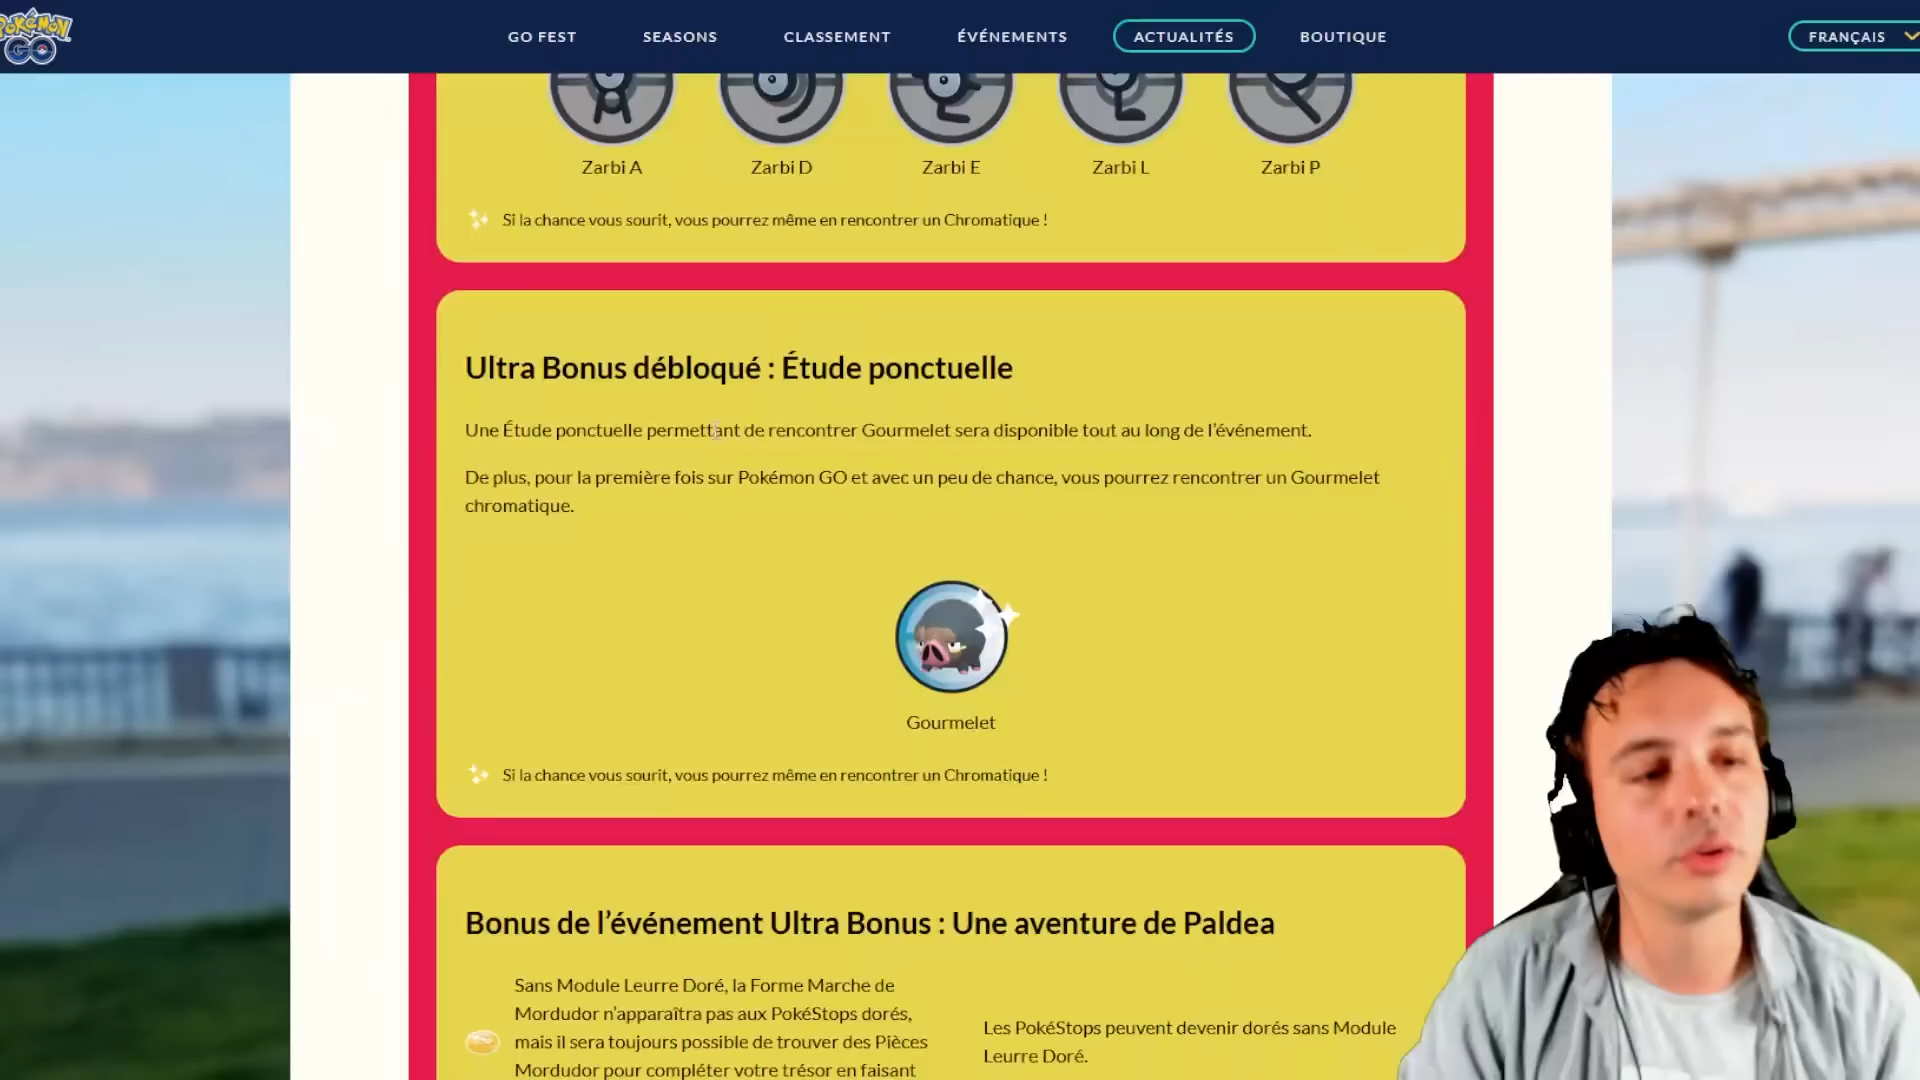 POKÉMON
GO
GO FEST
SEASONS
CLASSEMENT
ÉVÉNEMENTS
ACTUALITÉS
BOUTIQUE
FRANÇAIS
Zarbi A
Zarbi D
Zarbi E
Zarbi L
Zarbi P
Si la chance vous sourit, vous pourrez même en rencontrer un Chromatique !
Ultra Bonus débloqué : Étude ponctuelle
Une Étude ponctuelle permettant de rencontrer Gourmelet sera disponible tout au long de l’événement.
De plus, pour la première fois sur Pokémon GO et avec un peu de chance, vous pourrez rencontrer un Gourmelet
chromatique.
Gourmelet
Si la chance vous sourit, vous pourrez même en rencontrer un Chromatique !
Bonus de l’événement Ultra Bonus : Une aventure de Paldea
Sans Module Leurre Doré, la Forme Marche de
Mordudor n’apparaîtra pas aux PokéStops dorés,
mais il sera toujours possible de trouver des Pièces
Mordudor pour compléter votre trésor en faisant
Les PokéStops peuvent devenir dorés sans Module
Leurre Doré.